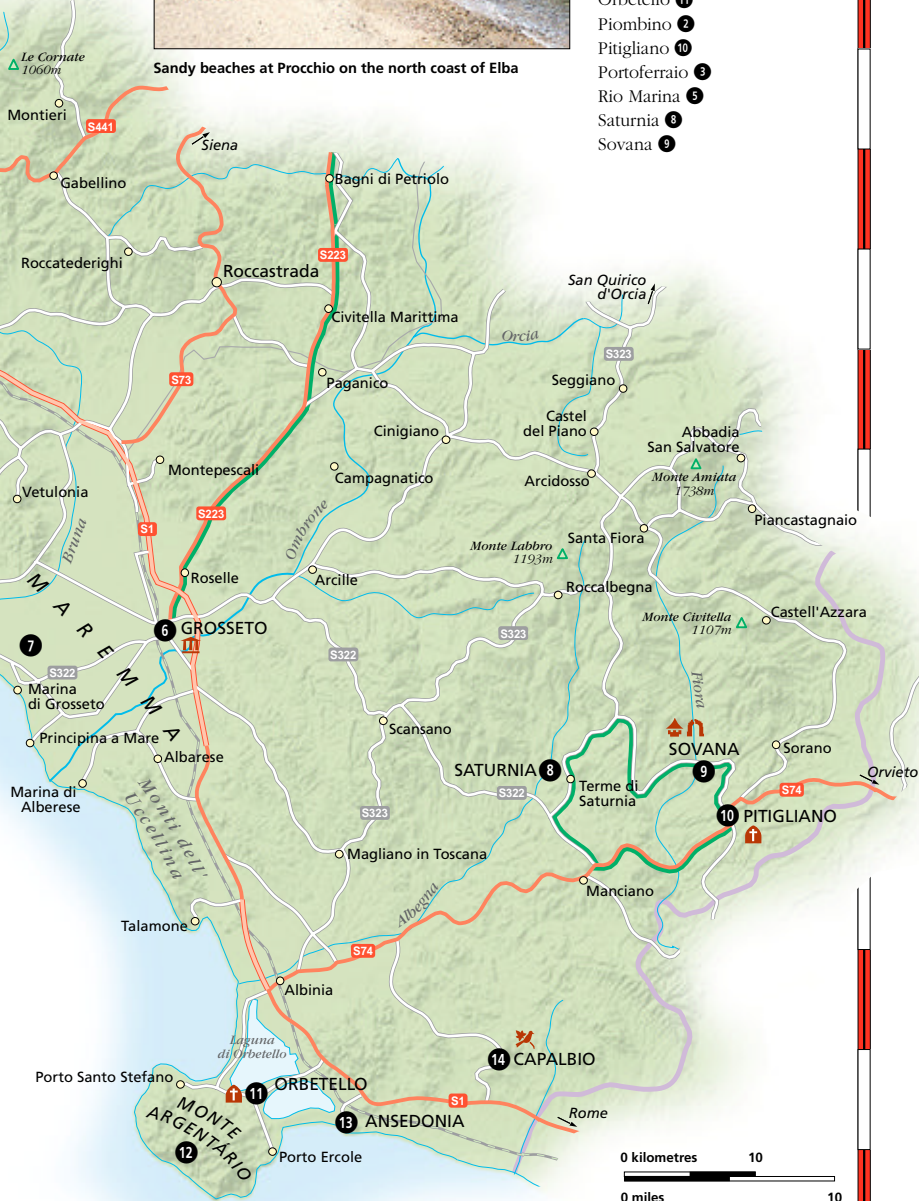 Orbetello 11
Piombino 2
Pitigliano 10
Portoferraio 3
Rio Marina 5
Saturnia 8
Sovana 9
Sandy beaches at Procchio on the north coast of Elba
Le Cornate
1060m
Montieri
S441
Siena
Gabellino
Bagni di Petriolo
Roccatederighi
S223
Roccastrada
San Quirico
d'Orcia
Civitella Marittima
Orcia
S323
S73
Paganico
Seggiano
Castel
del Piano
Cinigiano
Abbadia
San Salvatore
Montepescali
Campagnatico
Arcidosso
Monte Amiata
1738m
Vetulonia
S223
Piancastagnaio
Bruna
S1
Ombrone
Santa Fiora
Monte Labbro
1193m
Roselle
Arcille
Roccalbegna
MAREMMA
6 GROSSETO
Monte Civitella
1107m
Castell'Azzara
7
S322
S323
S322
Marina
di Grosseto
Fiora
Scansano
Principina a Mare
SOVANA
9
Sorano
Albarese
SATURNIA 8
Terme di
Saturnia
Orvieto
S74
Marina di
Alberese
S322
Monti dell'
Uccellina
S323
10 PITIGLIANO
Magliano in Toscana
Manciano
Albegna
Talamone
S74
Albinia
Laguna
di Orbetello
14 CAPALBIO
Porto Santo Stefano
11 ORBETELLO
S1
Rome
MONTE
ARGENTÁRIO
12
13 ANSEDONIA
Porto Ercole
0 kilometres 10
0 miles 10